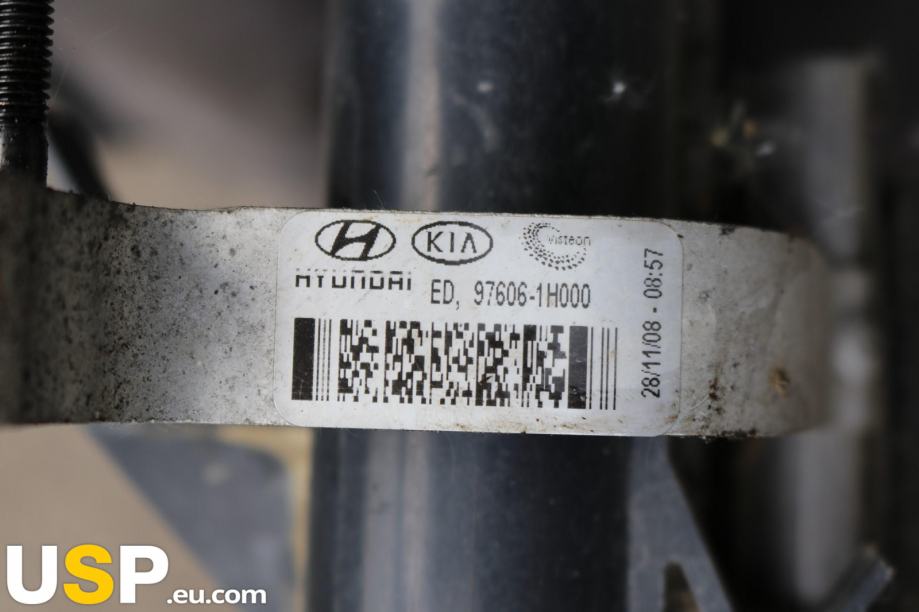 KIA
Visteon
HYUNDAI
ED, 97606-1H000
28/11/08 - 08:57
USP.eu.com